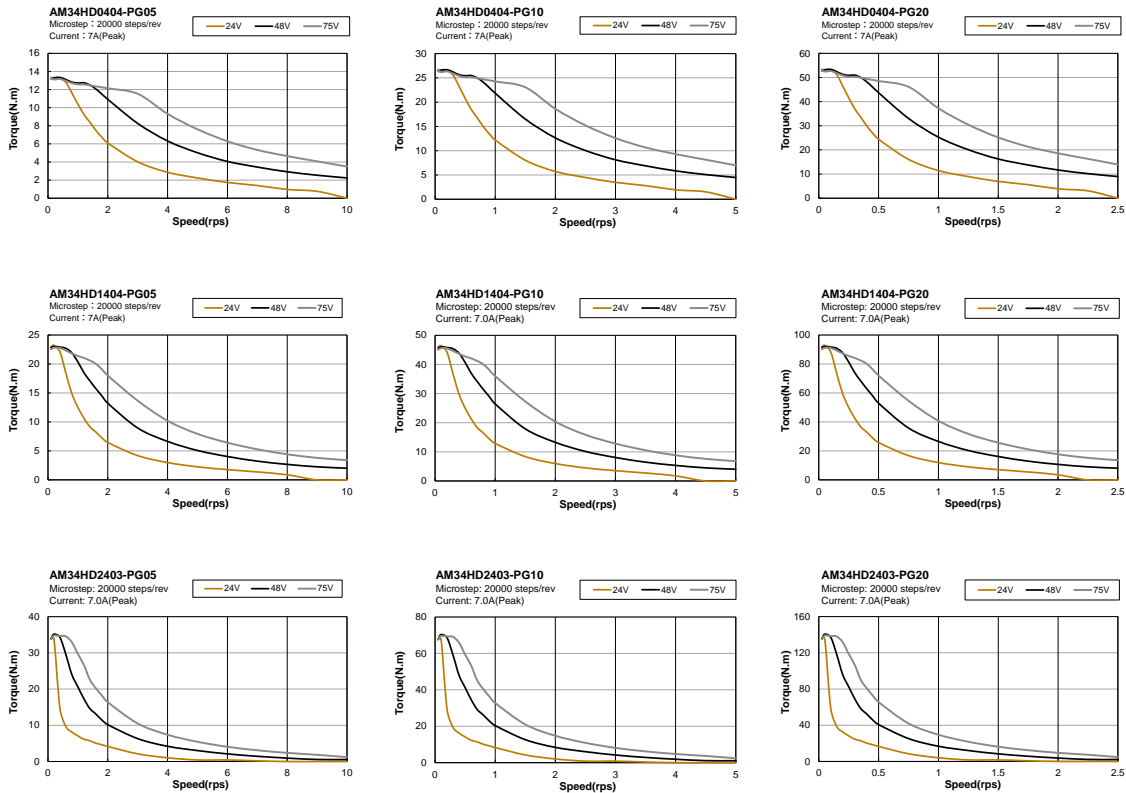 AM34HD0404-PG05
Microstep：20000 steps/rev
Current：7A(Peak)
24V 48V 75V
Torque(N.m)
16
14
12
10
8
6
4
2
0
0 2 4 6 8 10
Speed(rps)
AM34HD0404-PG10
Microstep：20000 steps/rev
Current：7A(Peak)
24V 48V 75V
Torque(N.m)
30
25
20
15
10
5
0
0 1 2 3 4 5
Speed(rps)
AM34HD0404-PG20
Microstep：20000 steps/rev
Current：7A(Peak)
24V 48V 75V
Torque(N.m)
60
50
40
30
20
10
0
0 0.5 1 1.5 2 2.5
Speed(rps)
AM34HD1404-PG05
Microstep：20000 steps/rev
Current：7A(Peak)
24V 48V 75V
Torque(N.m)
25
20
15
10
5
0
0 2 4 6 8 10
Speed(rps)
AM34HD1404-PG10
Microstep: 20000 steps/rev
Current: 7.0A(Peak)
24V 48V 75V
Torque(N.m)
50
40
30
20
10
0
0 1 2 3 4 5
Speed(rps)
AM34HD1404-PG20
Microstep: 20000 steps/rev
Current: 7.0A(Peak)
24V 48V 75V
Torque(N.m)
100
80
60
40
20
0
0 0.5 1 1.5 2 2.5
Speed(rps)
AM34HD2403-PG05
Microstep: 20000 steps/rev
Current: 7.0A(Peak)
24V 48V 75V
Torque(N.m)
40
30
20
10
0
0 2 4 6 8 10
Speed(rps)
AM34HD2403-PG10
Microstep: 20000 steps/rev
Current: 7.0A(Peak)
24V 48V 75V
Torque(N.m)
80
60
40
20
0
0 1 2 3 4 5
Speed(rps)
AM34HD2403-PG20
Microstep: 20000 steps/rev
Current: 7.0A(Peak)
24V 48V 75V
Torque(N.m)
160
120
80
40
0
0 0.5 1 1.5 2 2.5
Speed(rps)